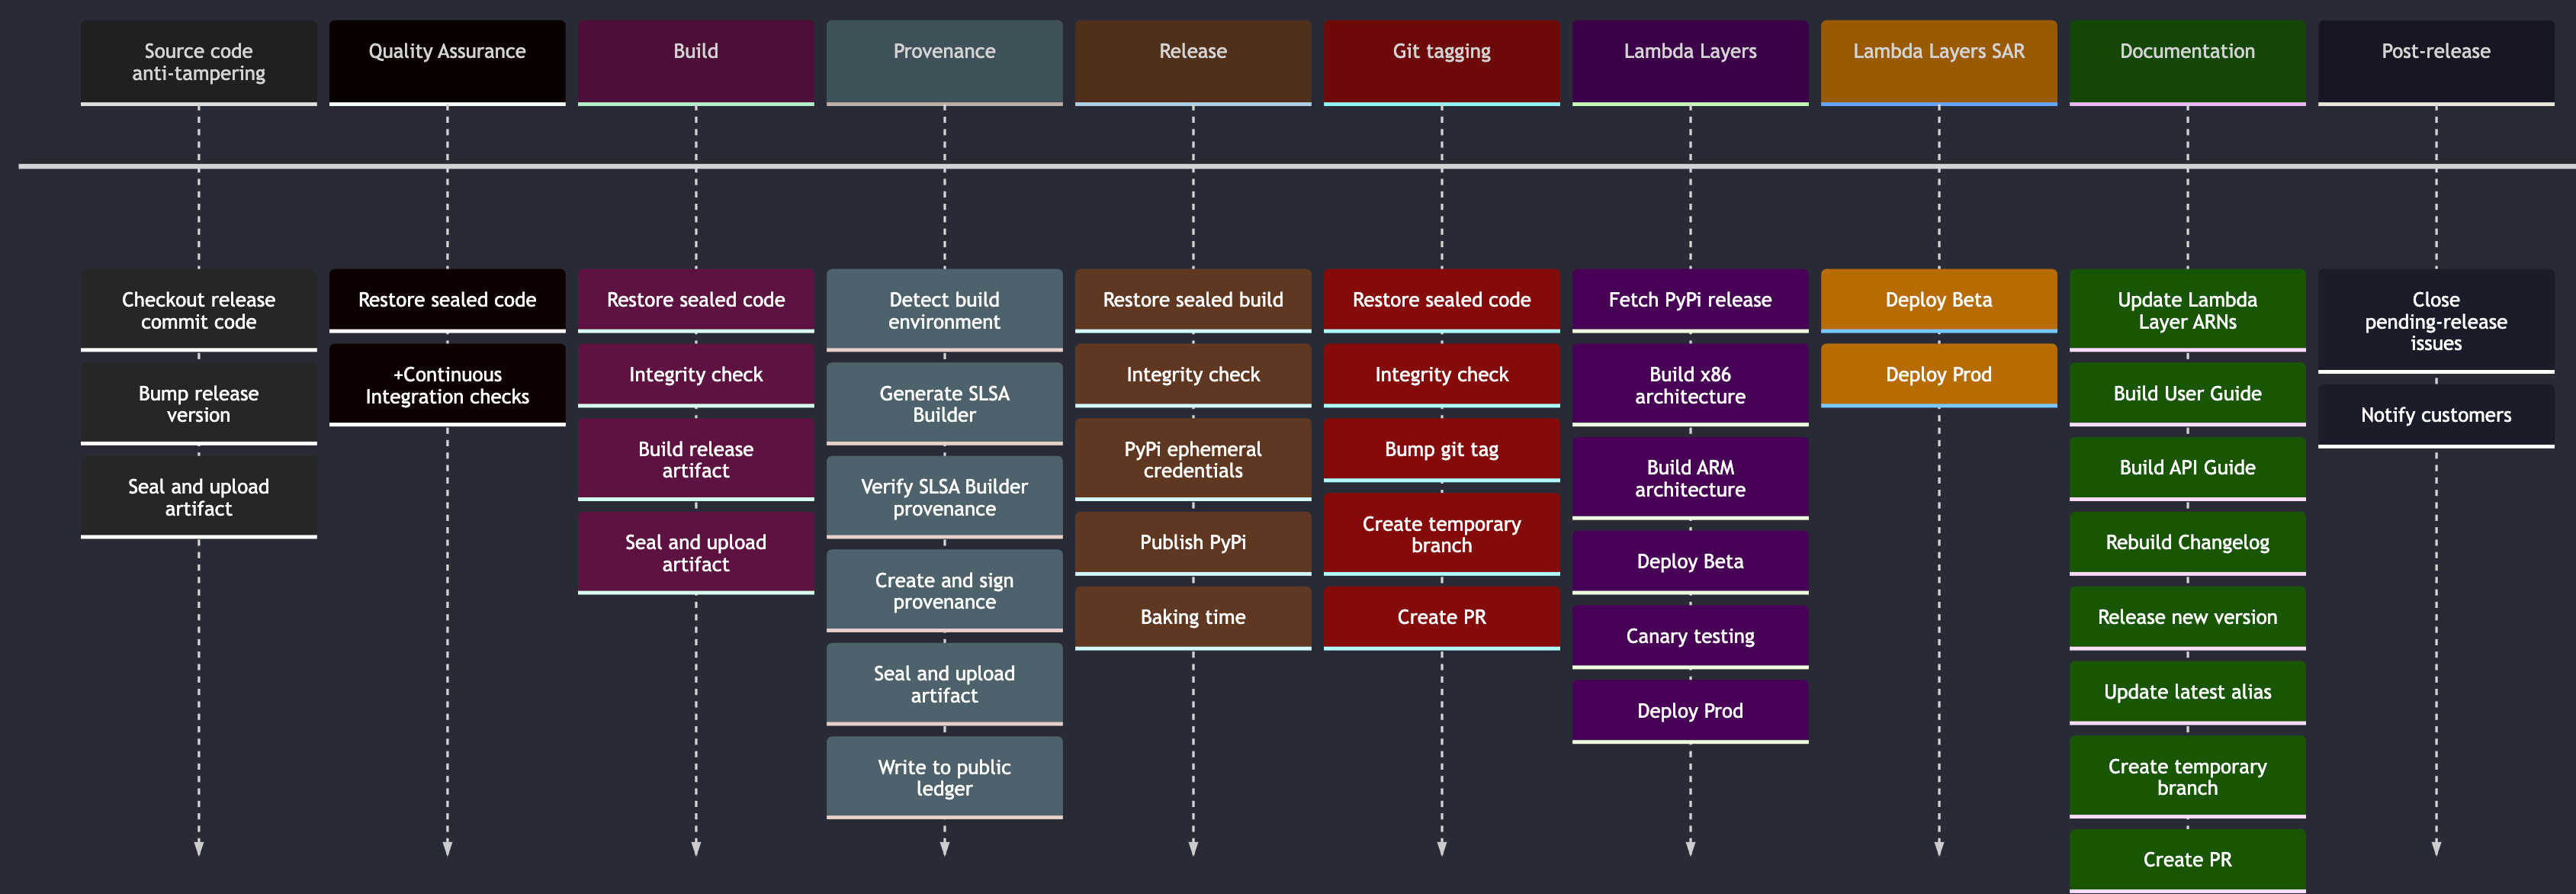 Source code
anti-tampering
Quality Assurance
Build
Provenance
Release
Git tagging
Lambda Layers
Lambda Layers SAR
Documentation
Post-release
Checkout release
commit code
Bump release
version
Seal and upload
artifact
Restore sealed code
+Continuous
Integration checks
Restore sealed code
Integrity check
Build release
artifact
Seal and upload
artifact
Detect build
environment
Generate SLSA
Builder
Verify SLSA Builder
provenance
Create and sign
provenance
Seal and upload
artifact
Write to public
ledger
Restore sealed build
Integrity check
PyPi ephemeral
credentials
Publish PyPi
Baking time
Restore sealed code
Integrity check
Bump git tag
Create temporary
branch
Create PR
Fetch PyPi release
Build x86
architecture
Build ARM
architecture
Deploy Beta
Canary testing
Deploy Prod
Deploy Beta
Deploy Prod
Update Lambda
Layer ARNs
Build User Guide
Build API Guide
Rebuild Changelog
Release new version
Update latest alias
Create temporary
branch
Create PR
Close
pending-release
issues
Notify customers